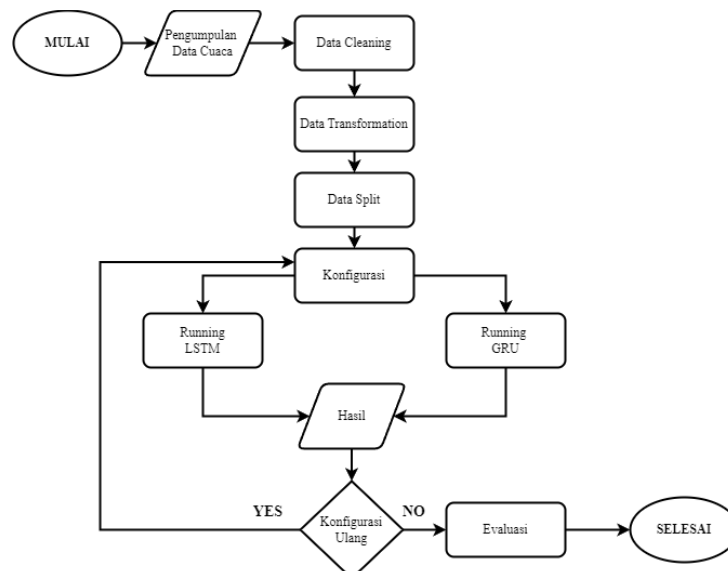 MULAI
Pengumpulan
Data Cuaca
Data Cleaning
Data Transformation
Data Split
Konfigurasi
Running
LSTM
Running
GRU
Hasil
YES
Konfigurasi
Ulang
NO
Evaluasi
SELESAI